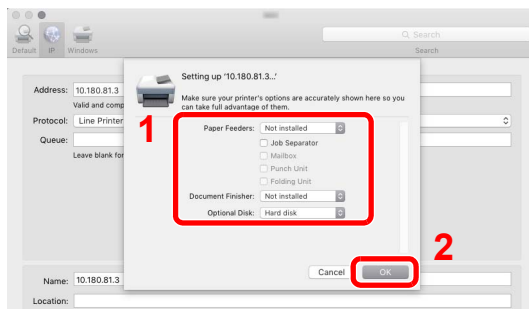 Search
Default IP Windows
Search
Setting up '10.180.81.3...'
Make sure your printer's options are accurately shown here so you
can take full advantage of them.
Address: 10.180.81.3
Valid and comp
Protocol: Line Printer
Queue:
Leave blank for
1
Paper Feeders: Not installed
Job Separator
Mailbox
Punch Unit
Folding Unit
Document Finisher: Not installed
Optional Disk: Hard disk
2
Cancel OK
Name: 10.180.81.3
Location: